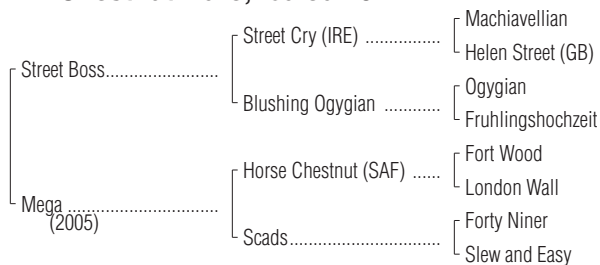 Machiavellian
Street Cry (IRE) ................
Helen Street (GB)
Street Boss........................
Ogygian
Blushing Ogygian ............
Fruhlingshochzeit
Fort Wood
Horse Chestnut (SAF) ......
London Wall
Mega ................................
(2005)
Forty Niner
Scads................................
Slew and Easy